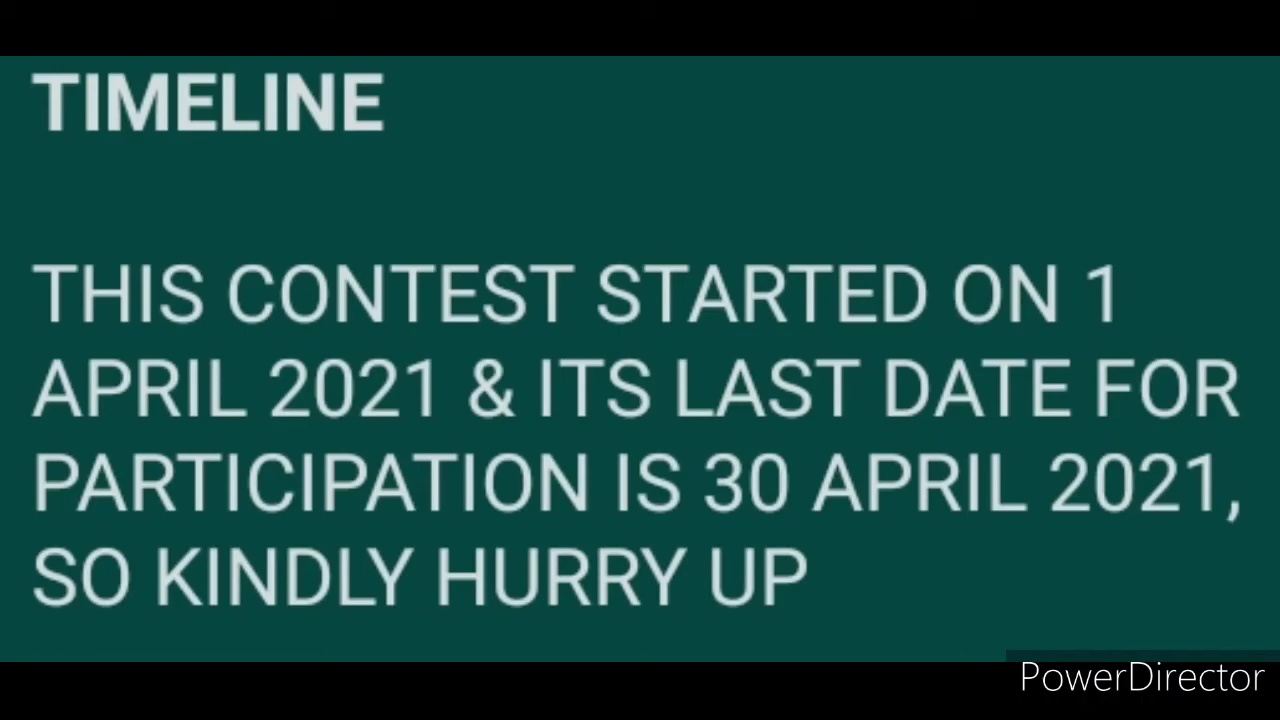 TIMELINE
THIS CONTEST STARTED ON 1
APRIL 2021 & ITS LAST DATE FOR
PARTICIPATION IS 30 APRIL 2021,
SO KINDLY HURRY UP
PowerDirector